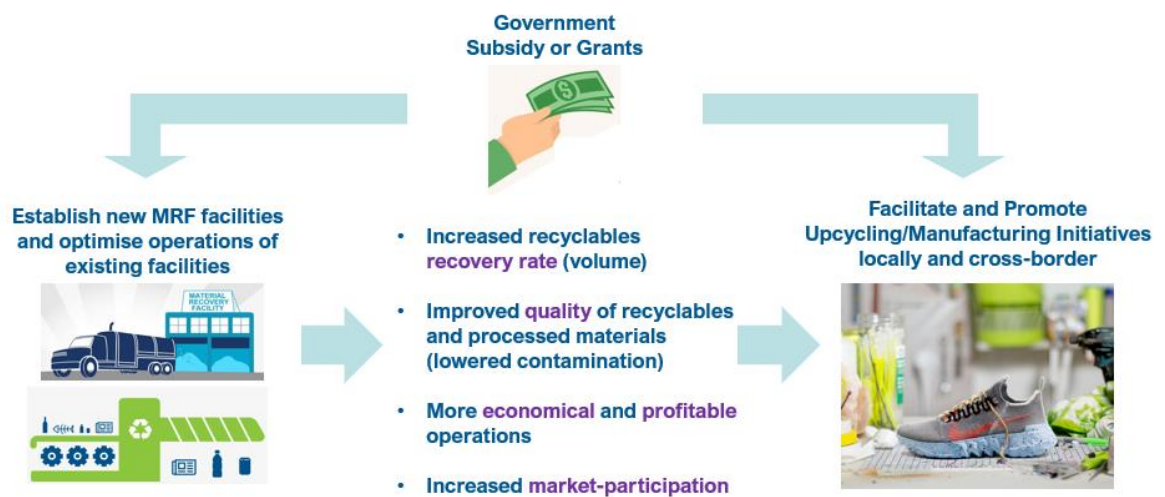 Government
Subsidy or Grants
Establish new MRF facilities
and optimise operations of
existing facilities
MATERIAL
RECOVERY
FACILITY
• Increased recyclables
recovery rate (volume)
• Improved quality of recyclables
and processed materials
(lowered contamination)
• More economical and profitable
operations
• Increased market-participation
Facilitate and Promote
Upcycling/Manufacturing Initiatives
locally and cross-border